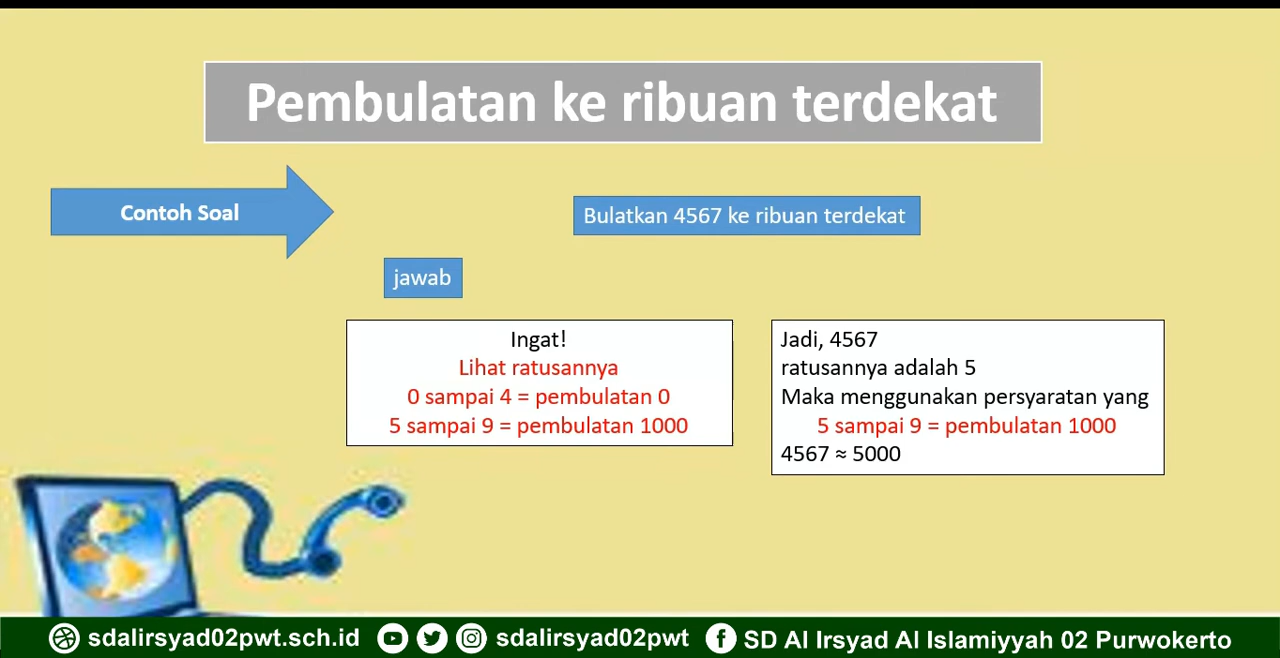 Pembulatan ke ribuan terdekat
Contoh Soal
Bulatkan 4567 ke ribuan terdekat
jawab
Ingat!
Lihat ratusannya
0 sampai 4 = pembulatan 0
5 sampai 9 = pembulatan 1000
Jadi, 4567
ratusannya adalah 5
Maka menggunakan persyaratan yang
5 sampai 9 = pembulatan 1000
4567 ≈ 5000
sdalirsyad02pwt.sch.id sdalirsyad02pwt SD Al Irsyad Al Islamiyyah 02 Purwokerto